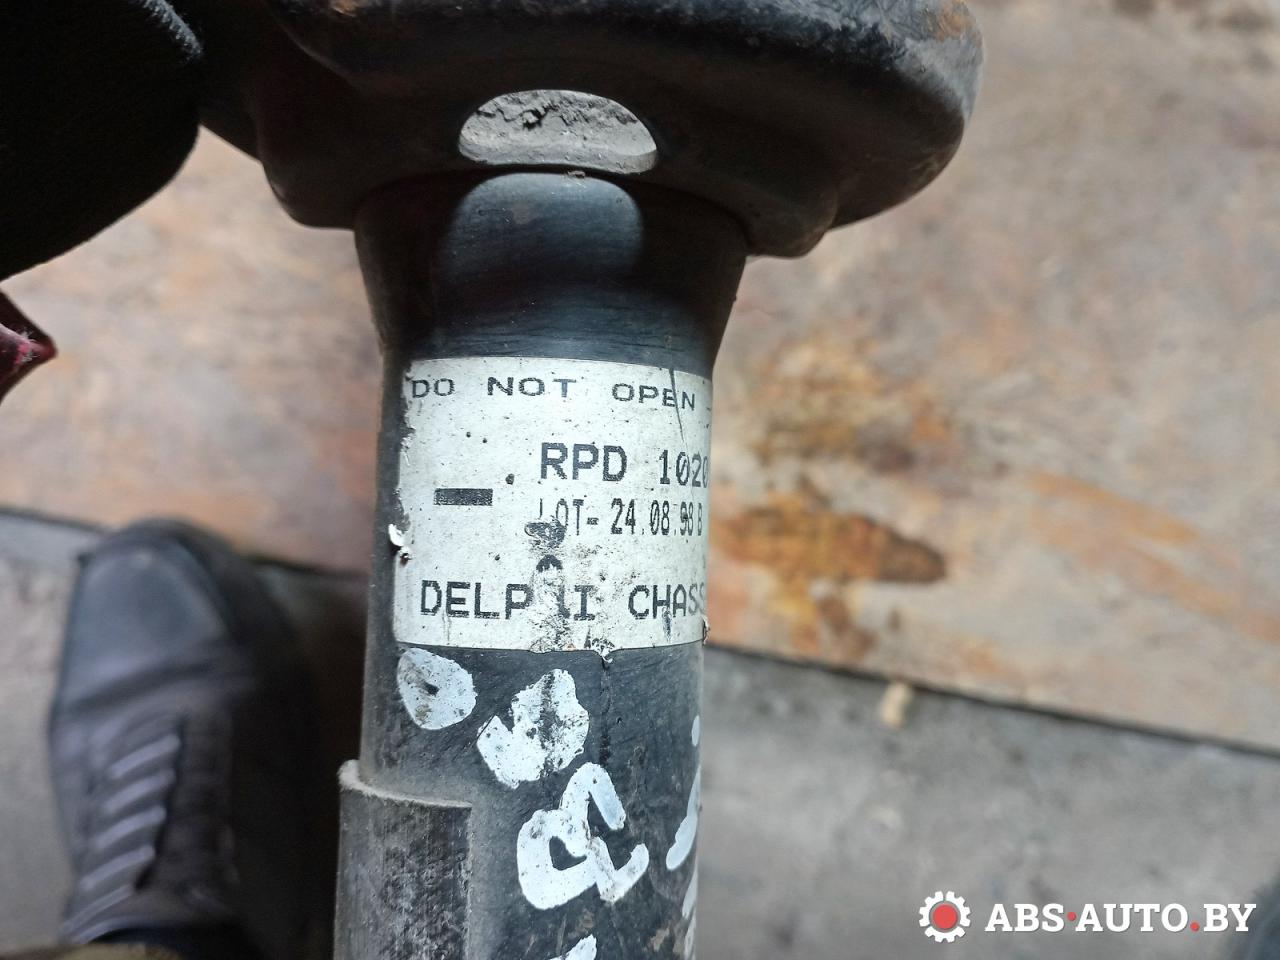 DO NOT OPEN -
RPD 1020
LOT- 24.08.98 B
DELPHI CHASS
ABS·AUTO.BY